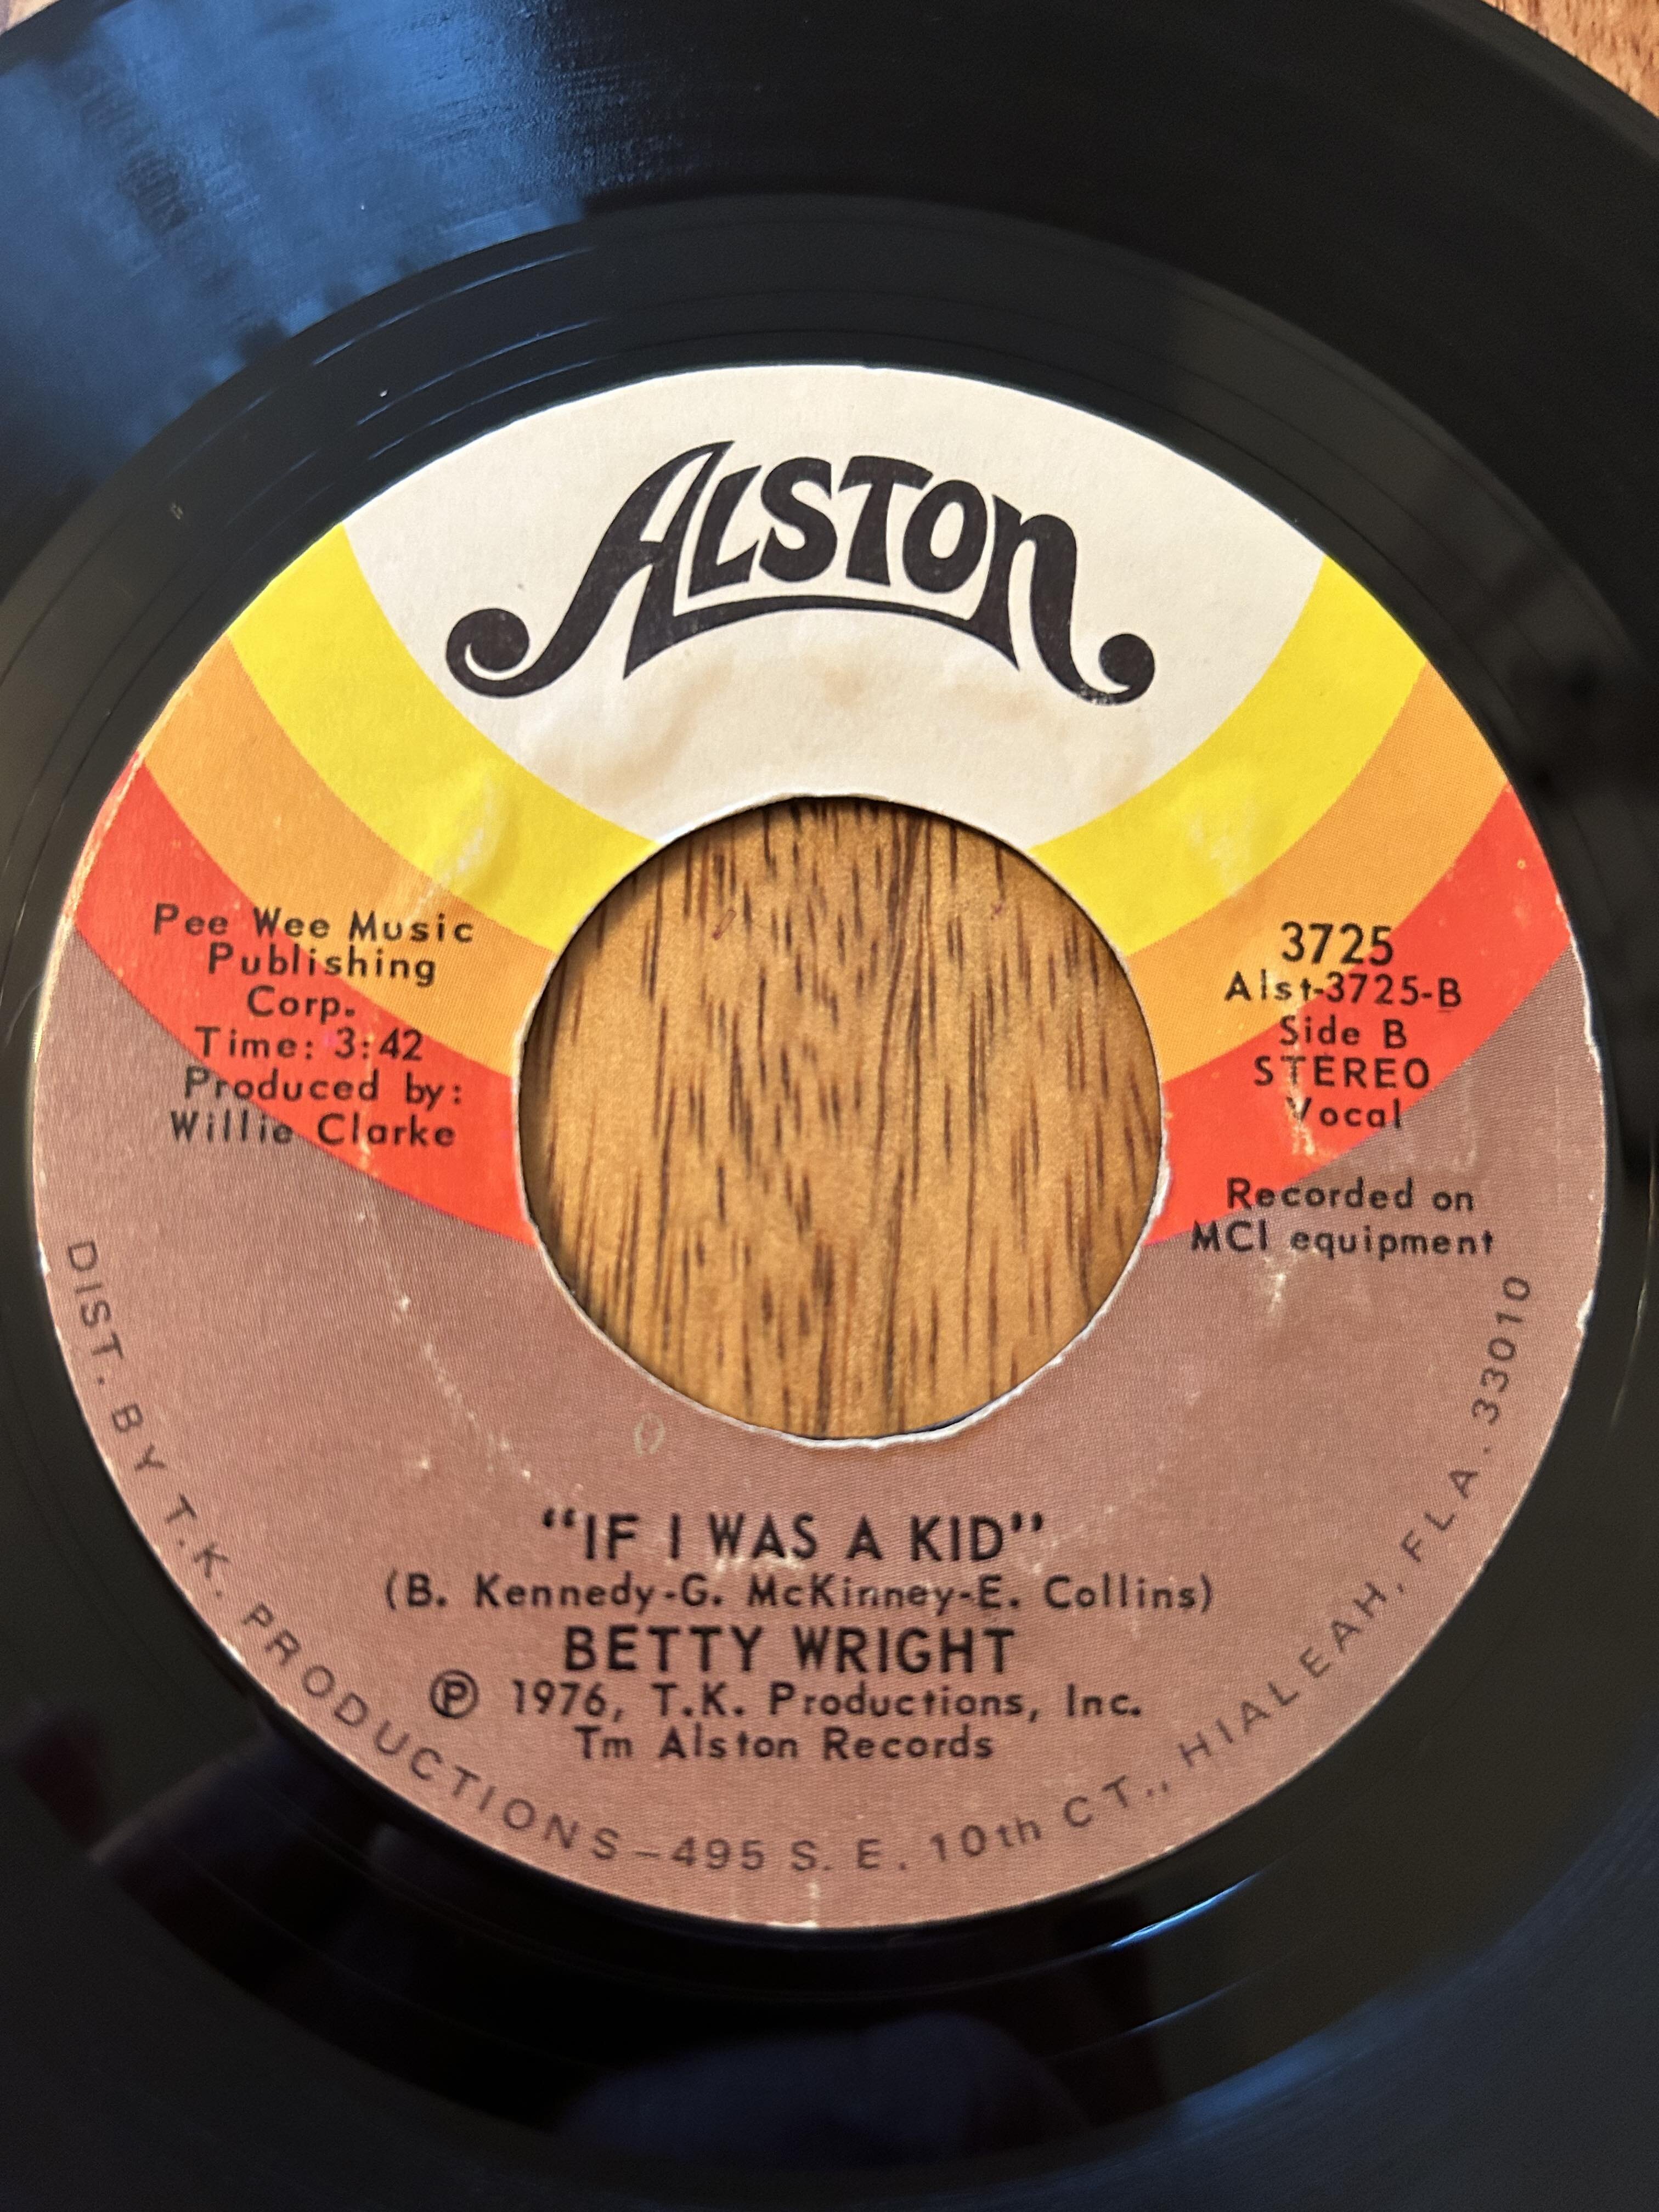 ALSTON
Pee Wee Music
Publishing
Corp.
Time: 3:42
Produced by:
Willie Clarke
3725
Alst-3725-B
Side B
STEREO
Vocal
Recorded on
MCI equipment
"IF I WAS A KID"
(B. Kennedy-G. McKinney-E. Collins)
BETTY WRIGHT
℗ 1976, T.K. Productions, Inc.
Tm Alston Records
DIST. BY T.K. PRODUCTIONS—495 S. E. 10th CT., HIALEAH, FLA. 33010